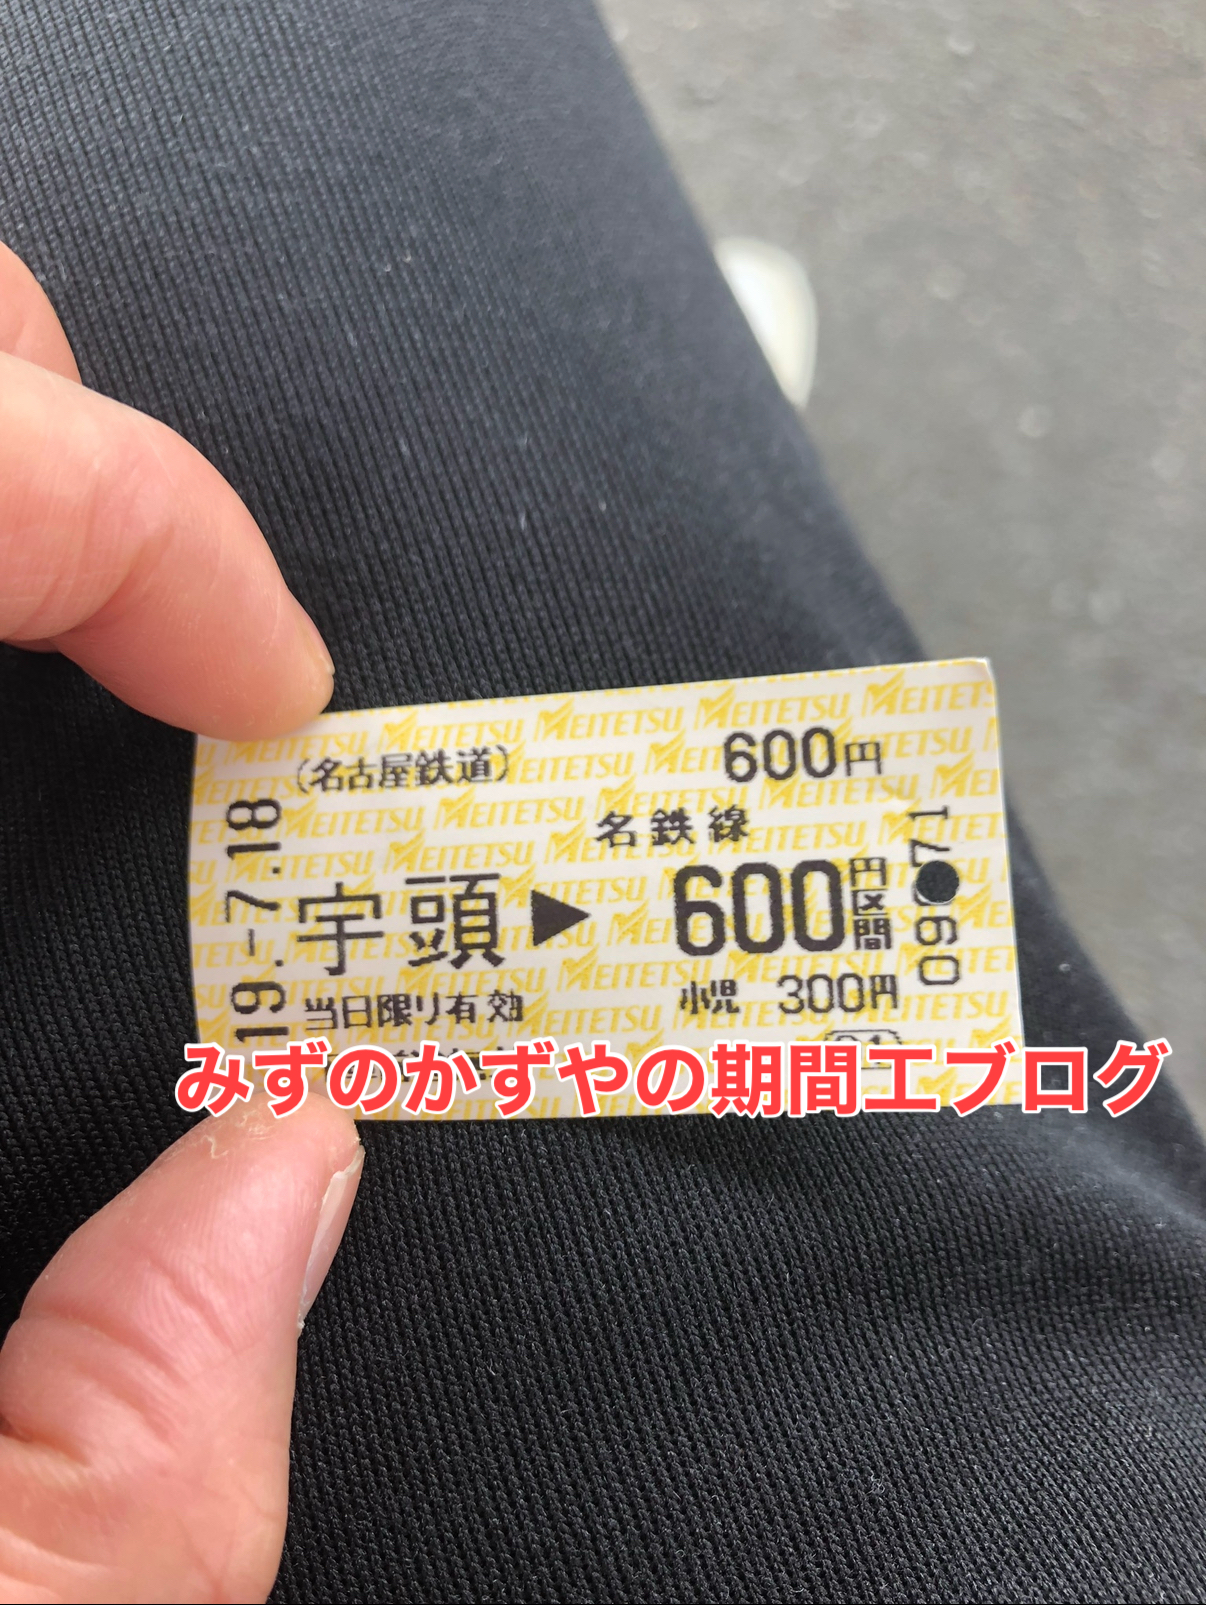 (名古屋鉄道) 600円
名鉄線
宇頭▶600円区間
当日限り有効 小児 300円
19.-7.18
MEITETSU
みずのかずやの期間工ブログ